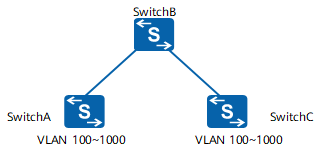 SwitchB
S
S
S
SwitchA
SwitchC
VLAN 100~1000
VLAN 100~1000